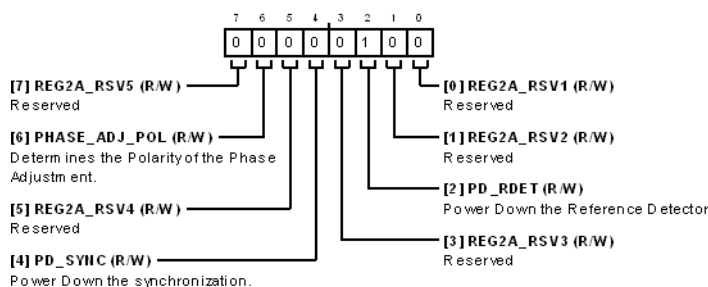 7 6 5 4 3 2 1 0
0 0 0 0 0 1 0 0
[7] REG2A_RSV5 (R/W)
Reserved
[6] PHASE_ADJ_POL (R/W)
Determines the Polarity of the Phase
Adjustment.
[5] REG2A_RSV4 (R/W)
Reserved
[4] PD_SYNC (R/W)
Power Down the synchronization.
[0] REG2A_RSV1 (R/W)
Reserved
[1] REG2A_RSV2 (R/W)
Reserved
[2] PD_RDET (R/W)
Power Down the Reference Detector
[3] REG2A_RSV3 (R/W)
Reserved